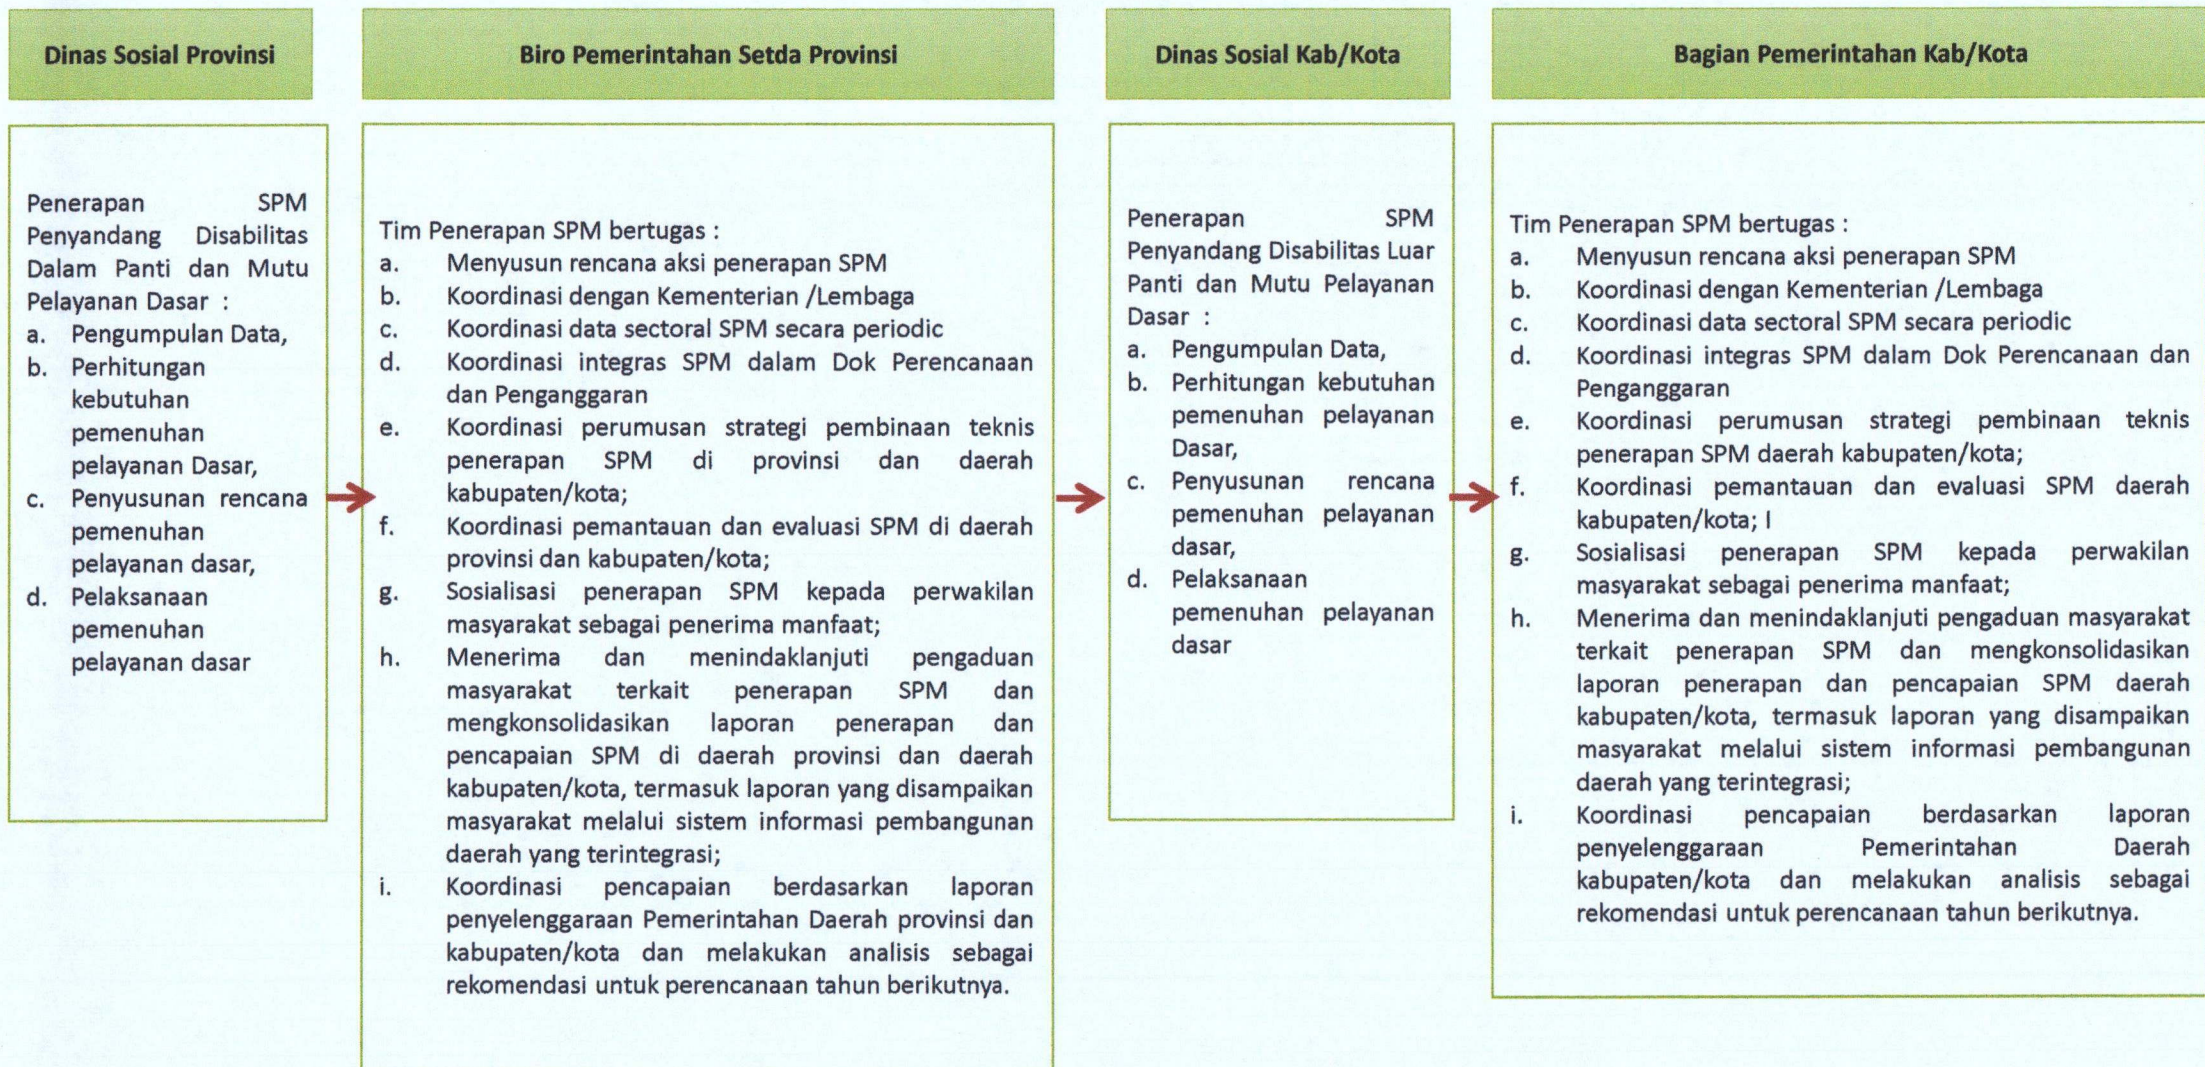 Dinas Sosial Provinsi
Penerapan SPM
Penyandang Disabilitas
Dalam Panti dan Mutu
Pelayanan Dasar :
a. Pengumpulan Data,
b. Perhitungan
kebutuhan
pemenuhan
pelayanan Dasar,
c. Penyusunan rencana
pemenuhan
pelayanan dasar,
d. Pelaksanaan
pemenuhan
pelayanan dasar
Biro Pemerintahan Setda Provinsi
Tim Penerapan SPM bertugas :
a. Menyusun rencana aksi penerapan SPM
b. Koordinasi dengan Kementerian /Lembaga
c. Koordinasi data sectoral SPM secara periodic
d. Koordinasi integras SPM dalam Dok Perencanaan
dan Penganggaran
e. Koordinasi perumusan strategi pembinaan teknis
penerapan SPM di provinsi dan daerah
kabupaten/kota;
f. Koordinasi pemantauan dan evaluasi SPM di daerah
provinsi dan kabupaten/kota;
g. Sosialisasi penerapan SPM kepada perwakilan
masyarakat sebagai penerima manfaat;
h. Menerima dan menindaklanjuti pengaduan
masyarakat terkait penerapan SPM dan
mengkonsolidasikan laporan penerapan dan
pencapaian SPM di daerah provinsi dan daerah
kabupaten/kota, termasuk laporan yang disampaikan
masyarakat melalui sistem informasi pembangunan
daerah yang terintegrasi;
i. Koordinasi pencapaian berdasarkan laporan
penyelenggaraan Pemerintahan Daerah provinsi dan
kabupaten/kota dan melakukan analisis sebagai
rekomendasi untuk perencanaan tahun berikutnya.
Dinas Sosial Kab/Kota
Penerapan SPM
Penyandang Disabilitas Luar
Panti dan Mutu Pelayanan
Dasar :
a. Pengumpulan Data,
b. Perhitungan kebutuhan
pemenuhan pelayanan
Dasar,
c. Penyusunan rencana
pemenuhan pelayanan
dasar,
d. Pelaksanaan
pemenuhan pelayanan
dasar
Bagian Pemerintahan Kab/Kota
Tim Penerapan SPM bertugas :
a. Menyusun rencana aksi penerapan SPM
b. Koordinasi dengan Kementerian /Lembaga
c. Koordinasi data sectoral SPM secara periodic
d. Koordinasi integras SPM dalam Dok Perencanaan dan
Penganggaran
e. Koordinasi perumusan strategi pembinaan teknis
penerapan SPM daerah kabupaten/kota;
f. Koordinasi pemantauan dan evaluasi SPM daerah
kabupaten/kota; l
g. Sosialisasi penerapan SPM kepada perwakilan
masyarakat sebagai penerima manfaat;
h. Menerima dan menindaklanjuti pengaduan masyarakat
terkait penerapan SPM dan mengkonsolidasikan
laporan penerapan dan pencapaian SPM daerah
kabupaten/kota, termasuk laporan yang disampaikan
masyarakat melalui sistem informasi pembangunan
daerah yang terintegrasi;
i. Koordinasi pencapaian berdasarkan laporan
penyelenggaraan Pemerintahan Daerah
kabupaten/kota dan melakukan analisis sebagai
rekomendasi untuk perencanaan tahun berikutnya.